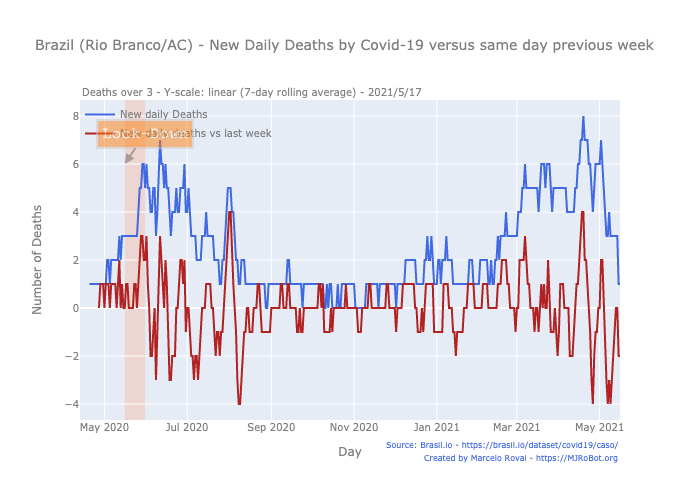 Brazil (Rio Branco/AC) - New Daily Deaths by Covid-19 versus same day previous week
Deaths over 3 - Y-scale: linear (7-day rolling average) - 2021/5/17
New daily Deaths
New daily deaths vs last week
Lock-Down
Number of Deaths
8
6
4
2
0
−2
−4
May 2020
Jul 2020
Sep 2020
Nov 2020
Jan 2021
Mar 2021
May 2021
Day
Source: Brasil.io - https://brasil.io/dataset/covid19/caso/
Created by Marcelo Rovai - https://MJRoBot.org